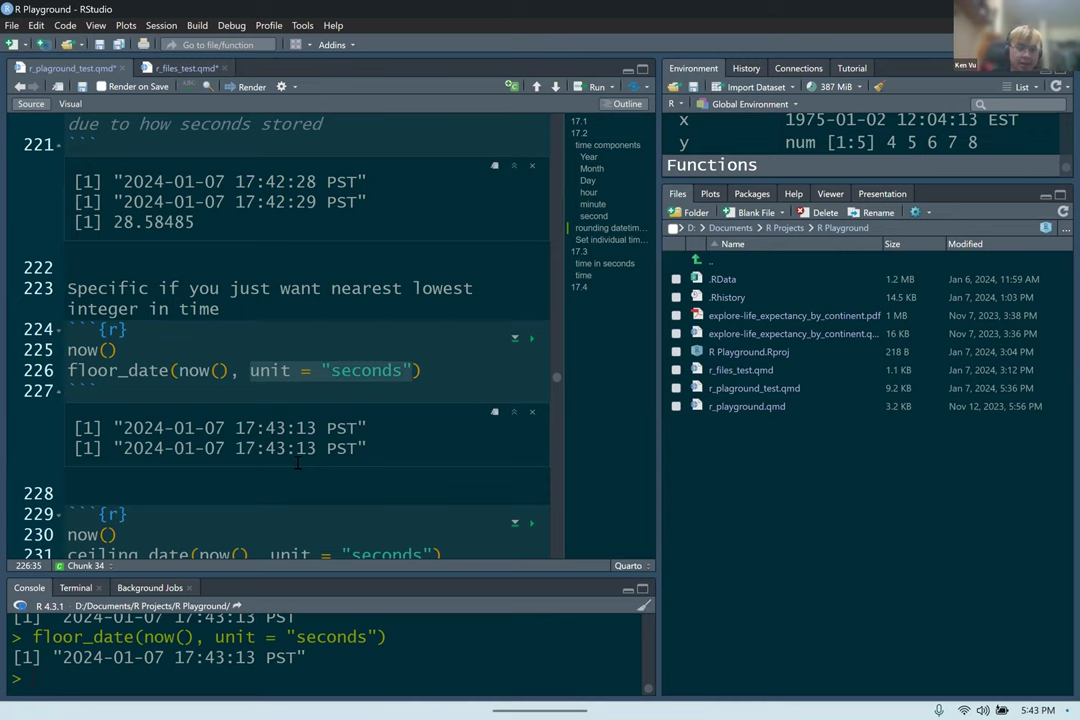 R Playground - RStudio
File Edit Code View Plots Session Build Debug Profile Tools Help
Go to file/function Addins
r_plaground_test.qmd* r_files_test.qmd*
Render on Save Render Run
Source Visual Outline
due to how seconds stored
221 ```
[1] "2024-01-07 17:42:28 PST"
[1] "2024-01-07 17:42:29 PST"
[1] 28.58485
222
223 Specific if you just want nearest lowest
integer in time
224 ```{r}
225 now()
226 floor_date(now(), unit = "seconds")
227 ```
[1] "2024-01-07 17:43:13 PST"
[1] "2024-01-07 17:43:13 PST"
228
229 ```{r}
230 now()
231 ceiling_date(now(), unit = "seconds")
17.1
17.2
time components
Year
Month
Day
hour
minute
second
rounding datetim...
Set individual tim...
17.3
time in seconds
time
17.4
226:35 Chunk 34 Quarto
Console Terminal Background Jobs
R 4.3.1 · D:/Documents/R Projects/R Playground/
[1] "2024-01-07 17:43:13 PST"
> floor_date(now(), unit = "seconds")
[1] "2024-01-07 17:43:13 PST"
>
Ken Vu
Environment History Connections Tutorial
Import Dataset 387 MiB List
R Global Environment
x 1975-01-02 12:04:13 EST
y num [1:5] 4 5 6 7 8
Functions
Files Plots Packages Help Viewer Presentation
Folder Blank File Delete Rename
D: Documents R Projects R Playground
Name Size Modified
..
.RData 1.2 MB Jan 6, 2024, 11:59 AM
.Rhistory 14.5 KB Jan 7, 2024, 1:03 PM
explore-life_expectancy_by_continent.pdf 1 MB Nov 7, 2023, 3:38 PM
explore-life_expectancy_by_continent.q... 16 KB Nov 7, 2023, 3:38 PM
R Playground.Rproj 218 B Jan 7, 2024, 3:04 PM
r_files_test.qmd 1.1 KB Jan 7, 2024, 3:12 PM
r_plaground_test.qmd 9.2 KB Jan 7, 2024, 5:36 PM
r_playground.qmd 3.2 KB Nov 12, 2023, 5:56 PM
5:43 PM